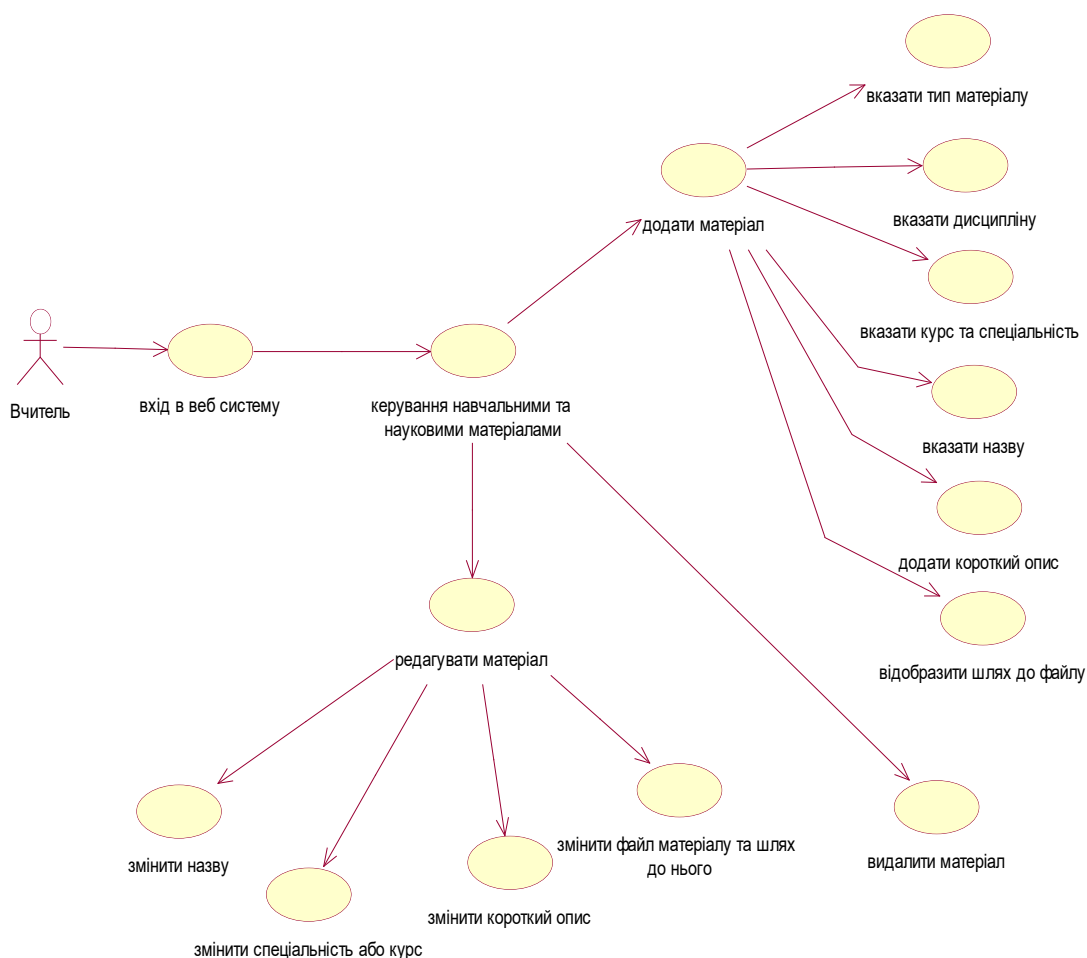 вказати тип матеріалу
вказати дисципліну
додати матеріал
вказати курс та спеціальність
Вчитель
вхід в веб систему
керування навчальними та
науковими матеріалами
вказати назву
додати короткий опис
відобразити шлях до файлу
редагувати матеріал
змінити назву
змінити спеціальність або курс
змінити короткий опис
змінити файл матеріалу та шлях
до нього
видалити матеріал